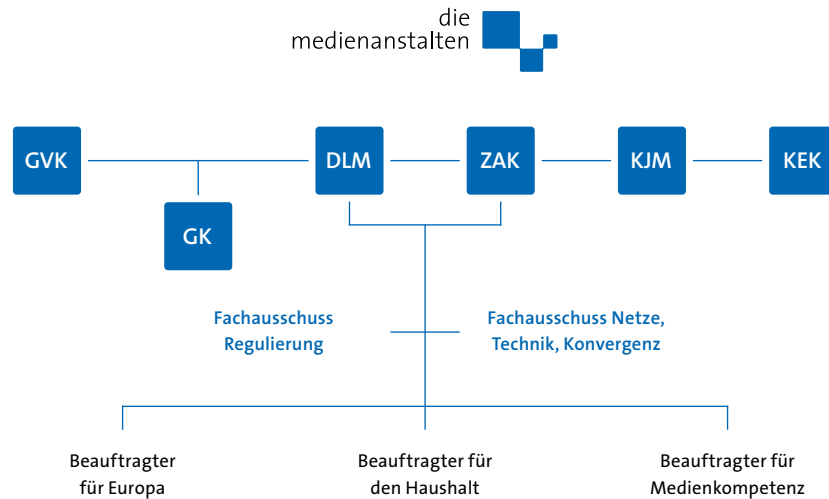 die
medienanstalten
GVK
DLM
ZAK
KJM
KEK
GK
Fachausschuss
Regulierung
Fachausschuss Netze,
Technik, Konvergenz
Beauftragter
für Europa
Beauftragter für
den Haushalt
Beauftragter für
Medienkompetenz